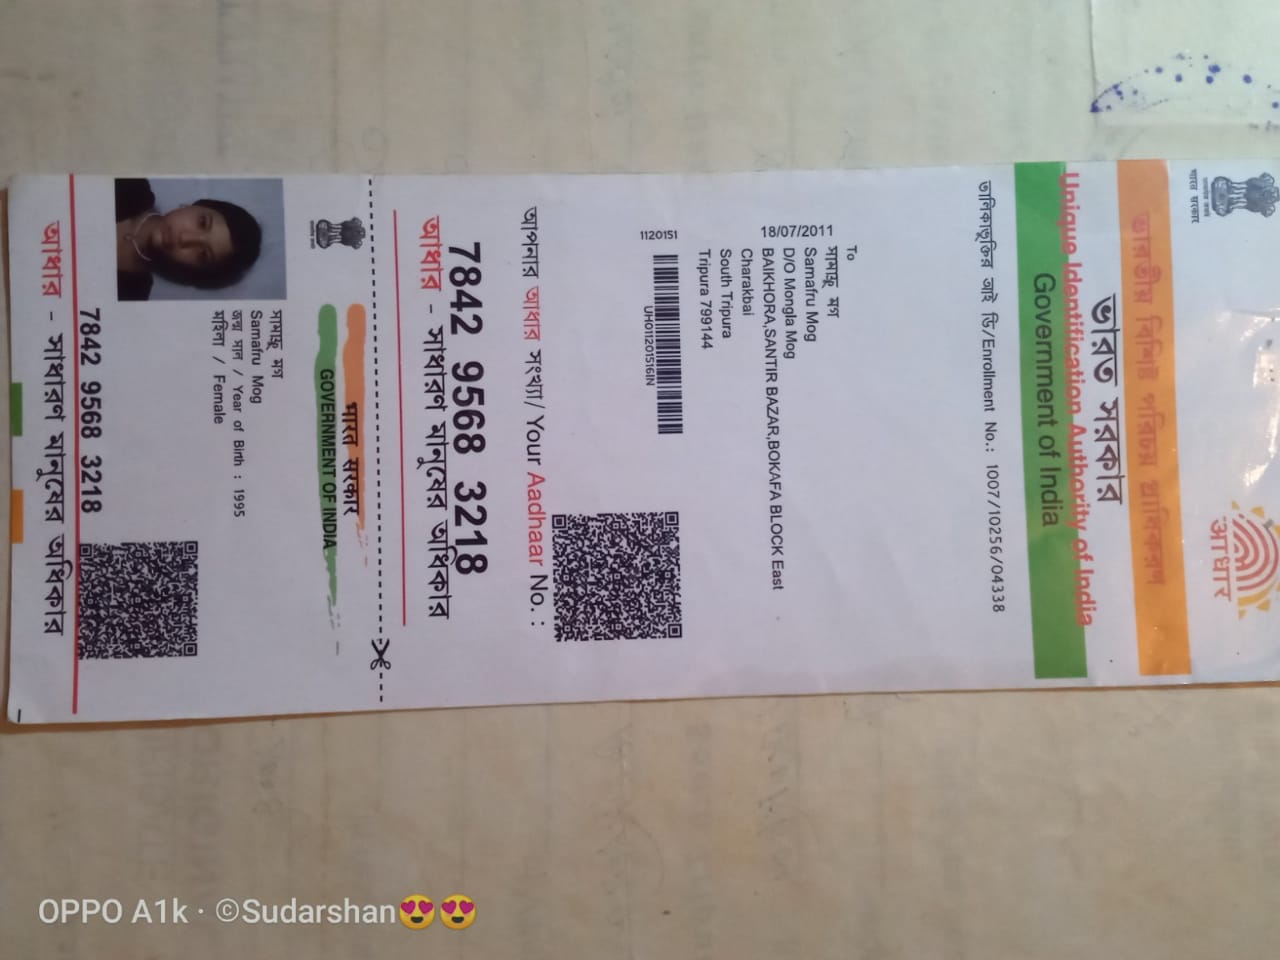 सत्यमेव जयते
भारत सरकार
आधार
ভারতীয় বিশিষ্ট পরিচয় প্রাধিকরণ
ভারত সরকার
Unique Identification Authority of India
Government of India
তালিকাভুক্তির আই ডি/Enrollment No.: 1007/10256/04338
18/07/2011
To
সামাফ্রু মগ
Samafru Mog
D/O Mongla Mog
BAIKHORA,SANTIR BAZAR,BOKAFA BLOCK East
Charakbai
South Tripura
Tripura 799144
1120151
UH011201516IN
আপনার আধার সংখ্যা/ Your Aadhaar No. :
7842 9568 3218
আধার - সাধারণ মানুষের অধিকার
भारत सरकार
GOVERNMENT OF INDIA
सत्यमेव जयते
সামাফ্রু মগ
Samafru Mog
জন্ম সাল / Year of Birth : 1995
মহিলা / Female
7842 9568 3218
আধার - সাধারণ মানুষের অধিকার
OPPO A1k · ©Sudarshan😍😍